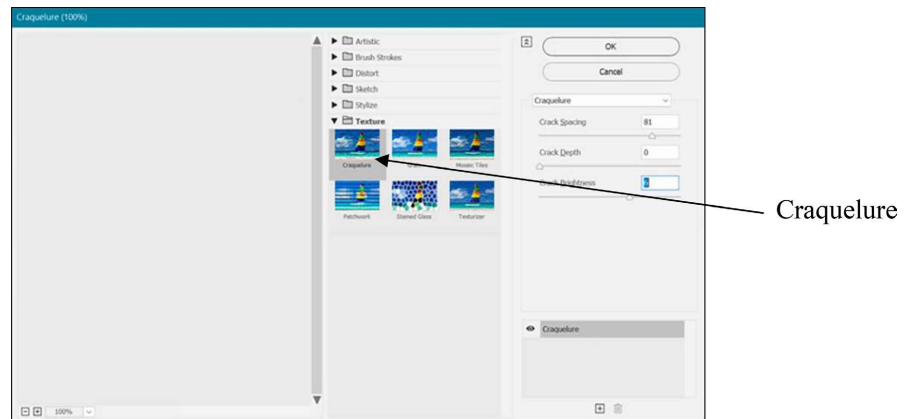 Craquelure (100%)
Artistic
Brush Strokes
Distort
Sketch
Stylize
Texture
Craquelure
Mosaic Tiles
Patchwork
Stained Glass
Texturizer
100%
OK
Cancel
Craquelure
Crack Spacing 81
Crack Depth 0
Crack Brightness 6
Craquelure
Craquelure